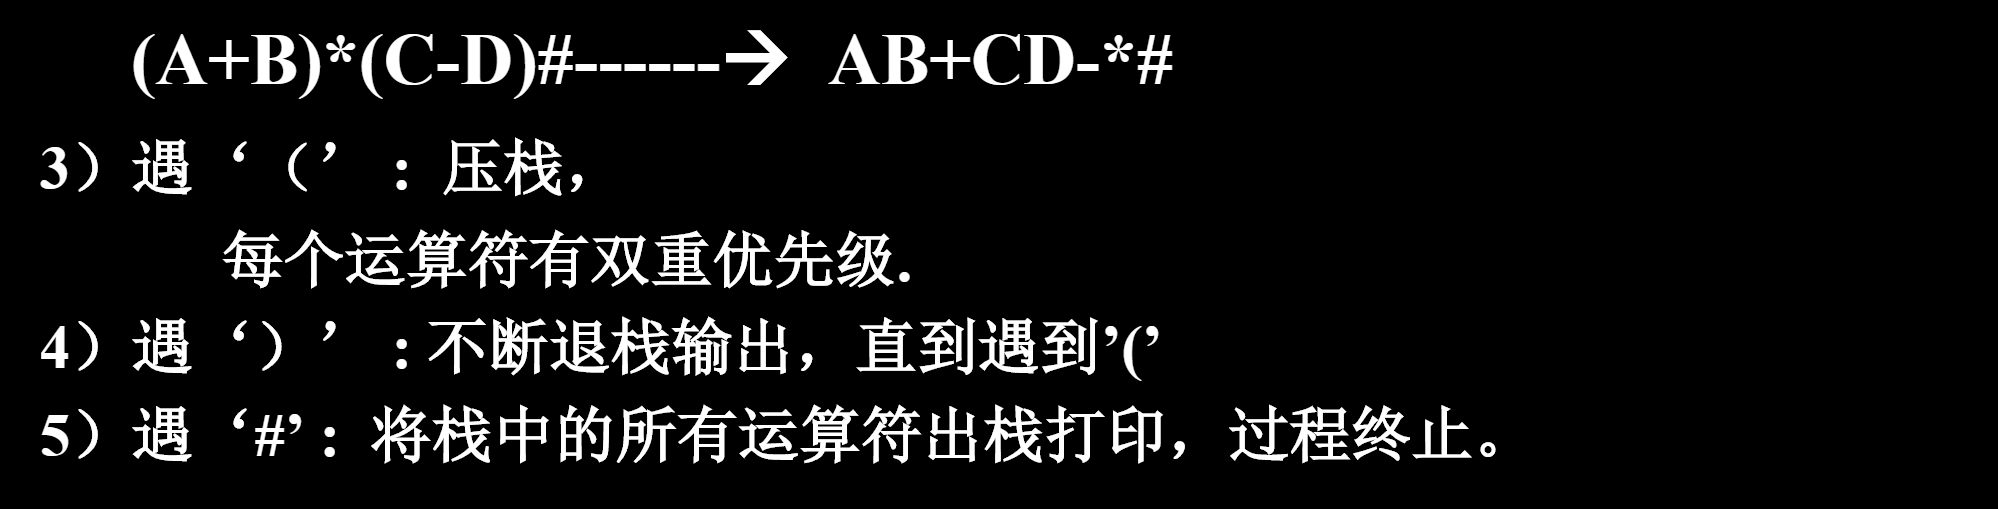 (A+B)*(C-D)#------→ AB+CD-*#
3）遇‘（’：压栈，
每个运算符有双重优先级.
4）遇‘）’：不断退栈输出，直到遇到’(’
5）遇‘#’：将栈中的所有运算符出栈打印，过程终止。